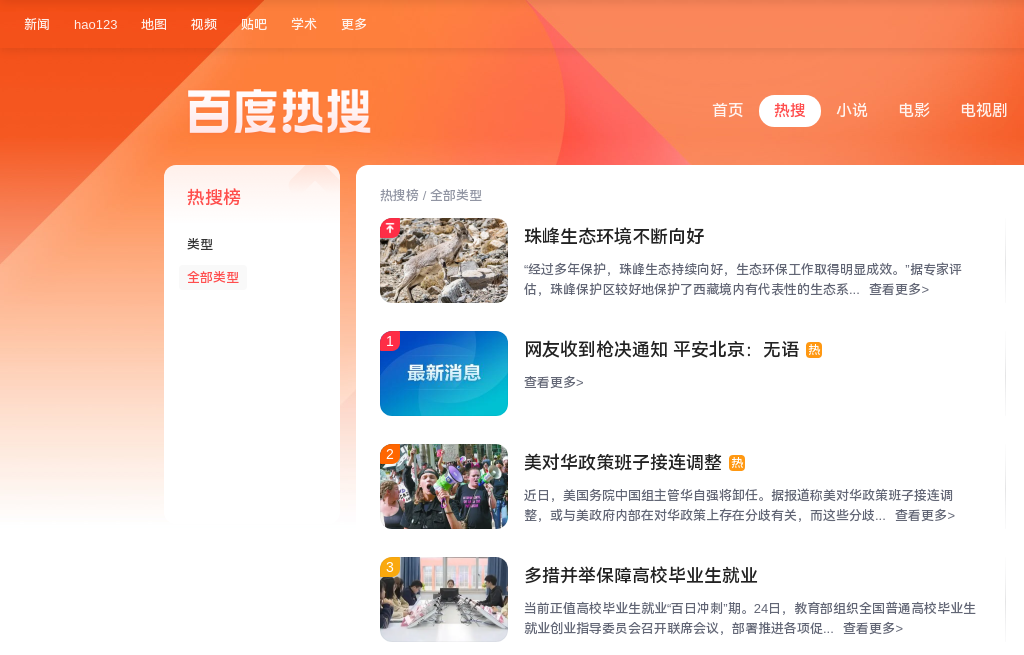 新闻 hao123 地图 视频 贴吧 学术 更多
百度热搜
首页 热搜 小说 电影 电视剧
热搜榜
类型
全部类型
热搜榜 / 全部类型
珠峰生态环境不断向好
“经过多年保护，珠峰生态持续向好，生态环保工作取得明显成效。”据专家评
估，珠峰保护区较好地保护了西藏境内有代表性的生态系... 查看更多>
1
最新消息
网友收到枪决通知 平安北京：无语 热
查看更多>
2
美对华政策班子接连调整 热
近日，美国务院中国组主管华自强将卸任。据报道称美对华政策班子接连调
整，或与美政府内部在对华政策上存在分歧有关，而这些分歧... 查看更多>
3
多措并举保障高校毕业生就业
当前正值高校毕业生就业“百日冲刺”期。24日，教育部组织全国普通高校毕业生
就业创业指导委员会召开联席会议，部署推进各项促... 查看更多>